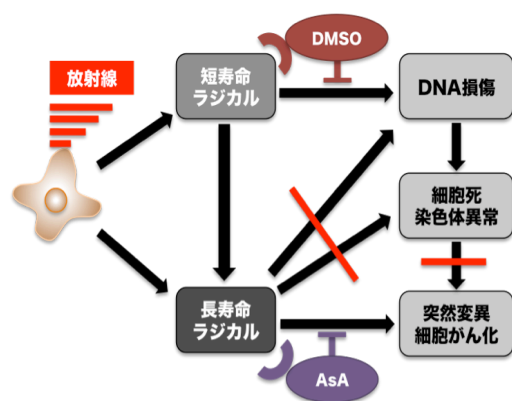 放射線
短寿命
ラジカル
DMSO
DNA損傷
細胞死
染色体異常
長寿命
ラジカル
突然変異
細胞がん化
AsA